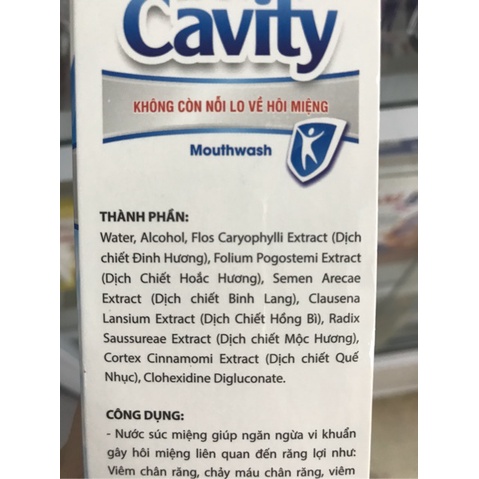 Cavity
KHÔNG CÒN NỖI LO VỀ HÔI MIỆNG
Mouthwash
THÀNH PHẦN:
Water, Alcohol, Flos Caryophylli Extract (Dịch
chiết Đinh Hương), Folium Pogostemi Extract
(Dịch Chiết Hoắc Hương), Semen Arecae
Extract (Dịch chiết Binh Lang), Clausena
Lansium Extract (Dịch Chiết Hồng Bì), Radix
Saussureae Extract (Dịch chiết Mộc Hương),
Cortex Cinnamomi Extract (Dịch chiết Quế
Nhục), Clohexidine Digluconate.
CÔNG DỤNG:
- Nước súc miệng giúp ngăn ngừa vi khuẩn
gây hôi miệng liên quan đến răng lợi như:
Viêm chân răng, chảy máu chân răng, viêm